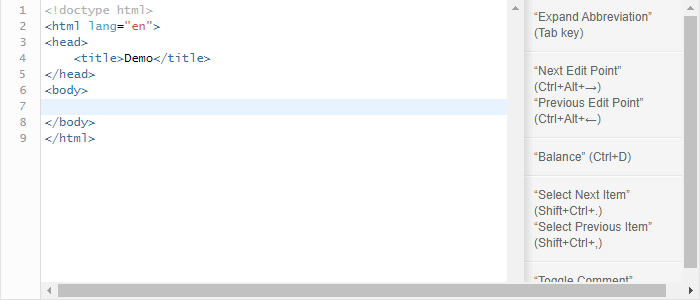 1 <!doctype html>
2 <html lang="en">
3 <head>
4     <title>Demo</title>
5 </head>
6 <body>
7
8 </body>
9 </html>
“Expand Abbreviation”
(Tab key)
“Next Edit Point”
(Ctrl+Alt+→)
“Previous Edit Point”
(Ctrl+Alt+←)
“Balance” (Ctrl+D)
“Select Next Item”
(Shift+Ctrl+.)
“Select Previous Item”
(Shift+Ctrl+,)
“Toggle Comment”